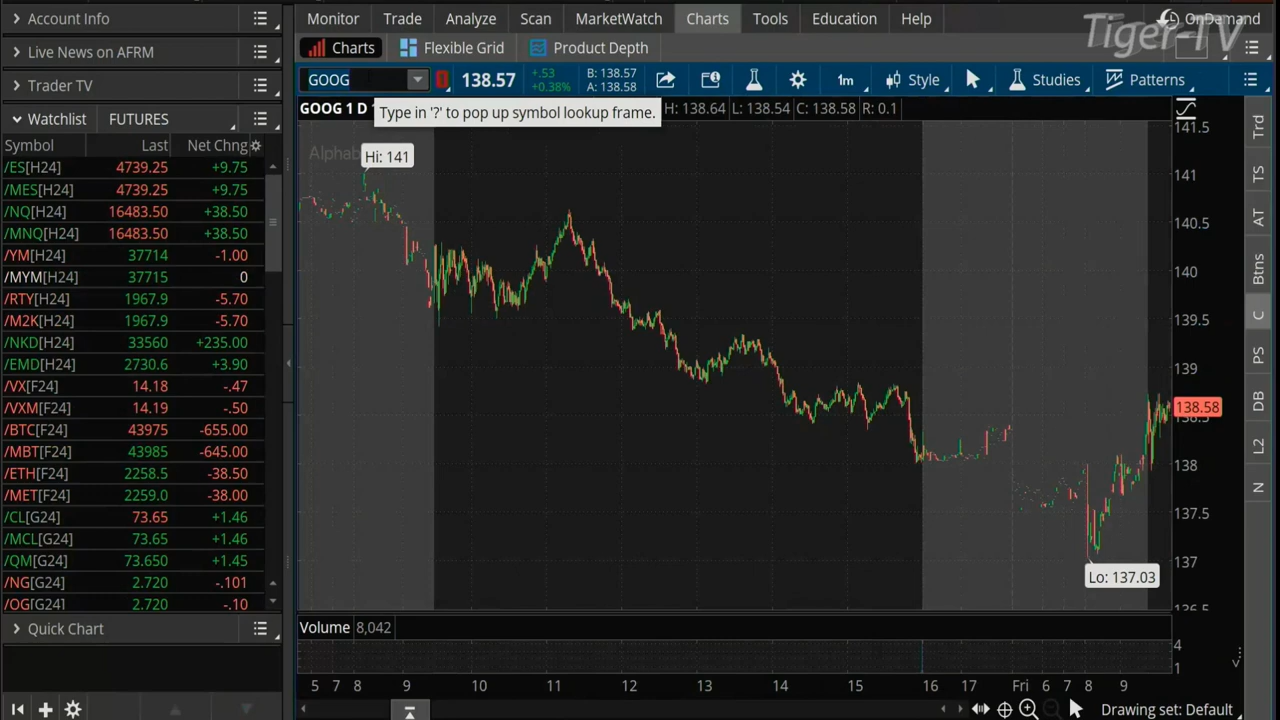 Account Info
Monitor Trade Analyze Scan MarketWatch Charts Tools Education Help OnDemand
Tiger-TV
Live News on AFRM
Charts Flexible Grid Product Depth
Trader TV
GOOG 138.57 +.53 +0.38% B: 138.57 A: 138.58 1m Style Studies Patterns
Watchlist FUTURES
GOOG 1 D H: 138.64 L: 138.54 C: 138.58 R: 0.1
Type in '?' to pop up symbol lookup frame.
Alphab
Hi: 141
Symbol Last Net Chng
/ES[H24] 4739.25 +9.75
/MES[H24] 4739.25 +9.75
/NQ[H24] 16483.50 +38.50
/MNQ[H24] 16483.50 +38.50
/YM[H24] 37714 -1.00
/MYM[H24] 37715 0
/RTY[H24] 1967.9 -5.70
/M2K[H24] 1967.9 -5.70
/NKD[H24] 33560 +235.00
/EMD[H24] 2730.6 +3.90
/VX[F24] 14.18 -.47
/VXM[F24] 14.19 -.50
/BTC[F24] 43975 -655.00
/MBT[F24] 43985 -645.00
/ETH[F24] 2258.5 -38.50
/MET[F24] 2259.0 -38.00
/CL[G24] 73.65 +1.46
/MCL[G24] 73.65 +1.46
/QM[G24] 73.650 +1.45
/NG[G24] 2.720 -.101
/OG[G24] 2.720 -.10
Quick Chart
141.5
141
140.5
140
139.5
139
138.58
138.5
138
137.5
137
136.5
Lo: 137.03
Volume 8,042
4
1
5 7 8 9 10 11 12 13 14 15 16 17 Fri 6 7 8 9
Drawing set: Default
Trd
TS
AT
Btns
C
PS
DB
L2
N